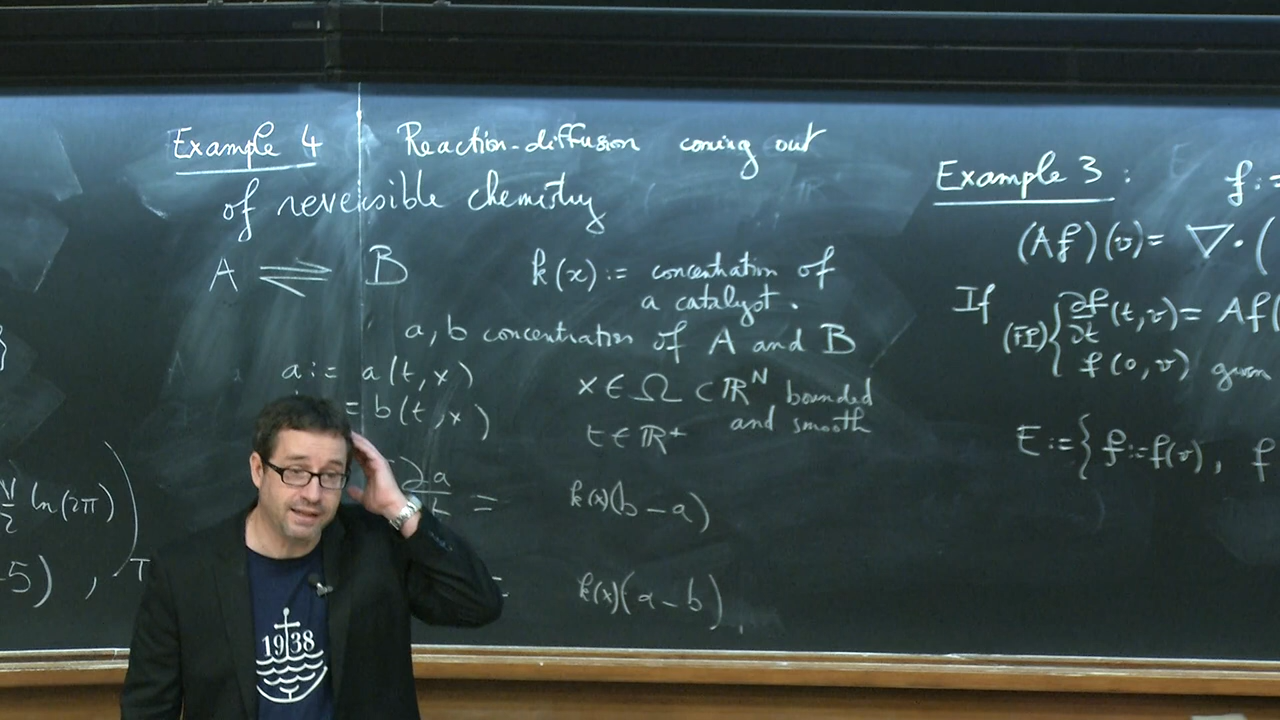 Example 4 Reaction-diffusion coming out
of reversible chemistry
A ⇌ B k(x) := concentration of
a catalyst.
a, b concentration of A and B
a := a(t, x) x ∈ Ω ⊂ ℝ^N bounded
= b(t, x) and smooth
t ∈ ℝ+
∂a = k(x)(b - a)
k(x)(a - b)
ln(2π)
5) ,
Example 3 : f :=
(Af)(v) = ∇ · (
If (FP) { ∂f/∂t (t, v) = Af(
f(0, v) given
E := { f := f(v), f
1938